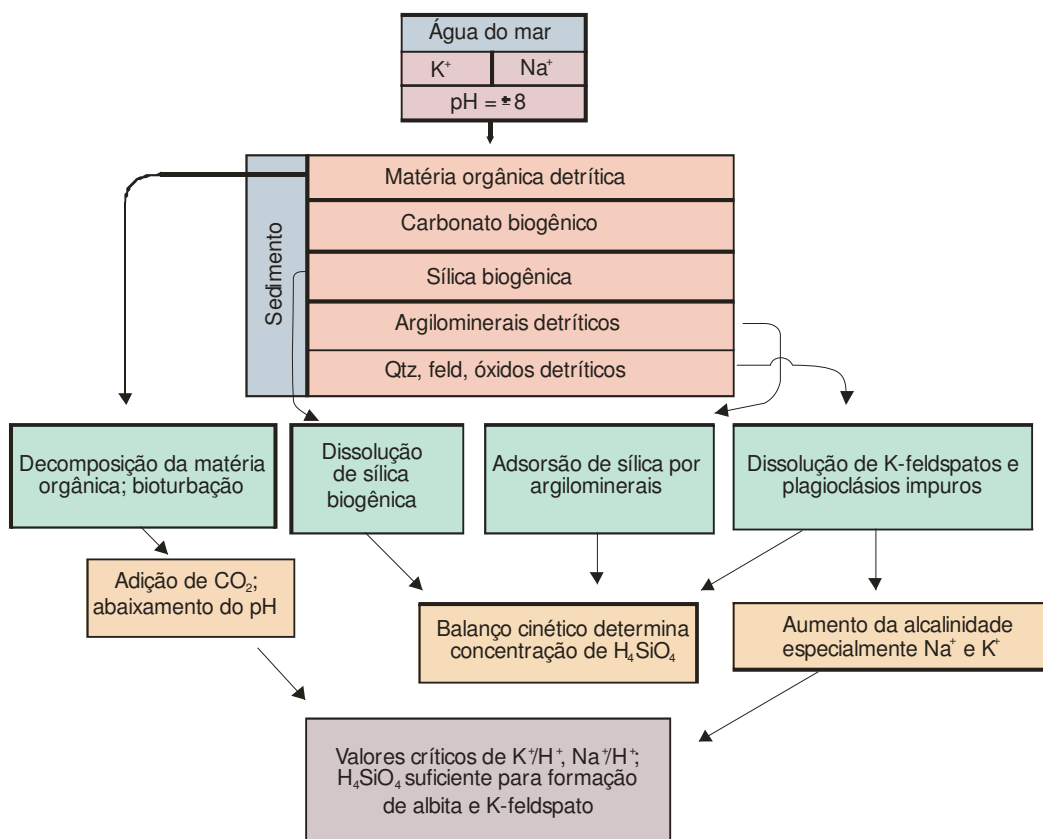 Água do mar
K⁺
Na⁺
pH = ±8
Sedimento
Matéria orgânica detrítica
Carbonato biogênico
Sílica biogênica
Argilominerais detríticos
Qtz, feld, óxidos detríticos
Decomposição da matéria
orgânica; bioturbação
Dissolução
de sílica
biogênica
Adsorsão de sílica por
argilominerais
Dissolução de K-feldspatos e
plagioclásios impuros
Adição de CO₂;
abaixamento do pH
Balanço cinético determina
concentração de H₄SiO₄
Aumento da alcalinidade
especialmente Na⁺ e K⁺
Valores críticos de K⁺/H⁺, Na⁺/H⁺;
H₄SiO₄ suficiente para formação
de albita e K-feldspato